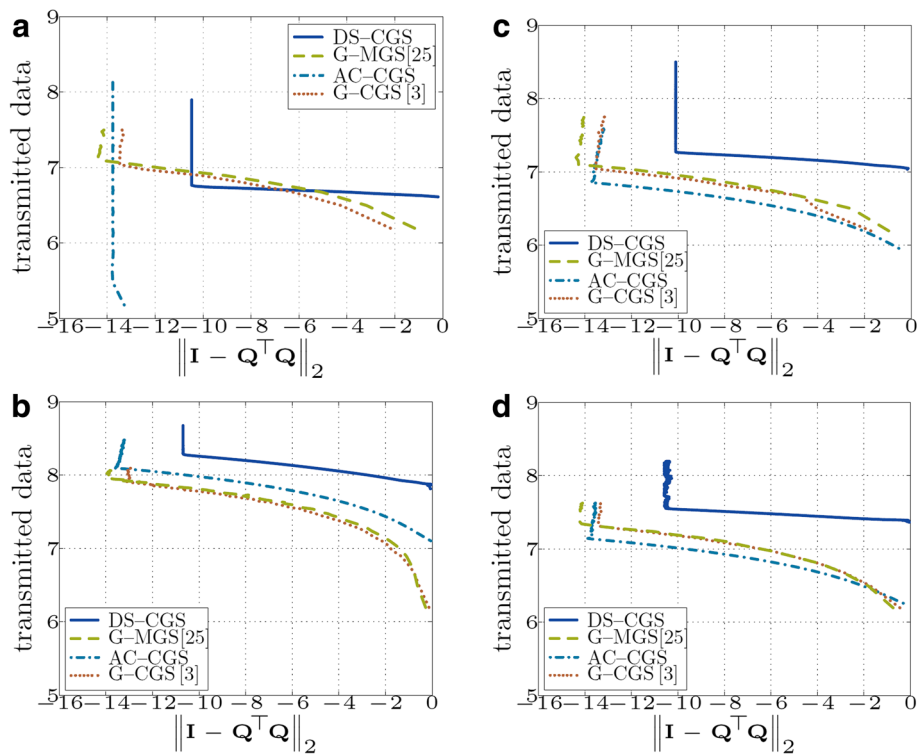 a
9
8
7
6
5
transmitted data
DS–CGS
G–MGS[25]
AC–CGS
G–CGS [3]
−16 −14 −12 −10 −8 −6 −4 −2 0
‖I − Q⊤Q‖2
c
9
8
7
6
5
transmitted data
DS–CGS
G–MGS[25]
AC–CGS
G–CGS [3]
−16 −14 −12 −10 −8 −6 −4 −2 0
‖I − Q⊤Q‖2
b
9
8
7
6
5
transmitted data
DS–CGS
G–MGS[25]
AC–CGS
G–CGS [3]
−16 −14 −12 −10 −8 −6 −4 −2 0
‖I − Q⊤Q‖2
d
9
8
7
6
5
transmitted data
DS–CGS
G–MGS[25]
AC–CGS
G–CGS [3]
−16 −14 −12 −10 −8 −6 −4 −2 0
‖I − Q⊤Q‖2